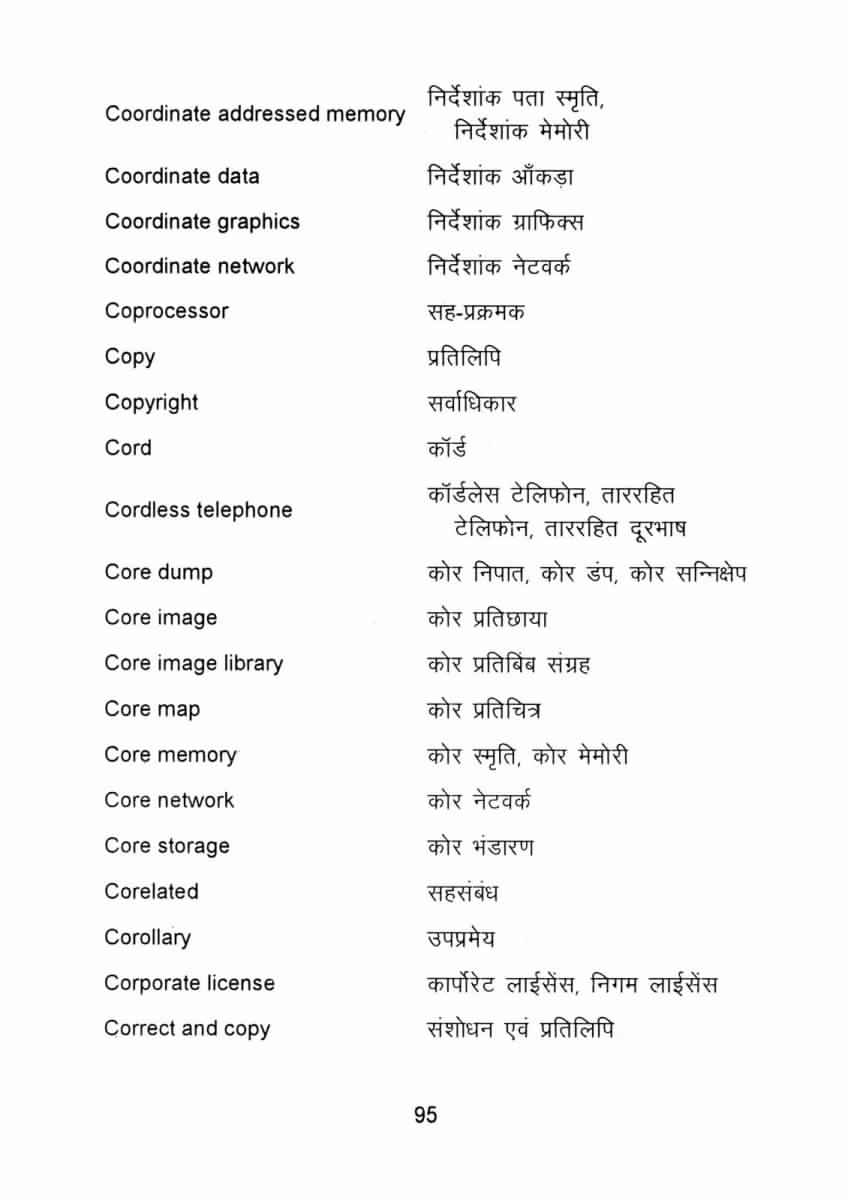 Coordinate addressed memory निर्देशांक पता स्मृति,
निर्देशांक मेमोरी
Coordinate data निर्देशांक आँकड़ा
Coordinate graphics निर्देशांक ग्राफिक्स
Coordinate network निर्देशांक नेटवर्क
Coprocessor सह-प्रक्रमक
Copy प्रतिलिपि
Copyright सर्वाधिकार
Cord कॉर्ड
Cordless telephone कॉर्डलेस टेलिफोन, ताररहित
टेलिफोन, ताररहित दूरभाष
Core dump कोर निपात, कोर डंप, कोर सन्निक्षेप
Core image कोर प्रतिछाया
Core image library कोर प्रतिबिंब संग्रह
Core map कोर प्रतिचित्र
Core memory कोर स्मृति, कोर मेमोरी
Core network कोर नेटवर्क
Core storage कोर भंडारण
Corelated सहसंबंध
Corollary उपप्रमेय
Corporate license कार्पोरेट लाईसेंस, निगम लाईसेंस
Correct and copy संशोधन एवं प्रतिलिपि
95